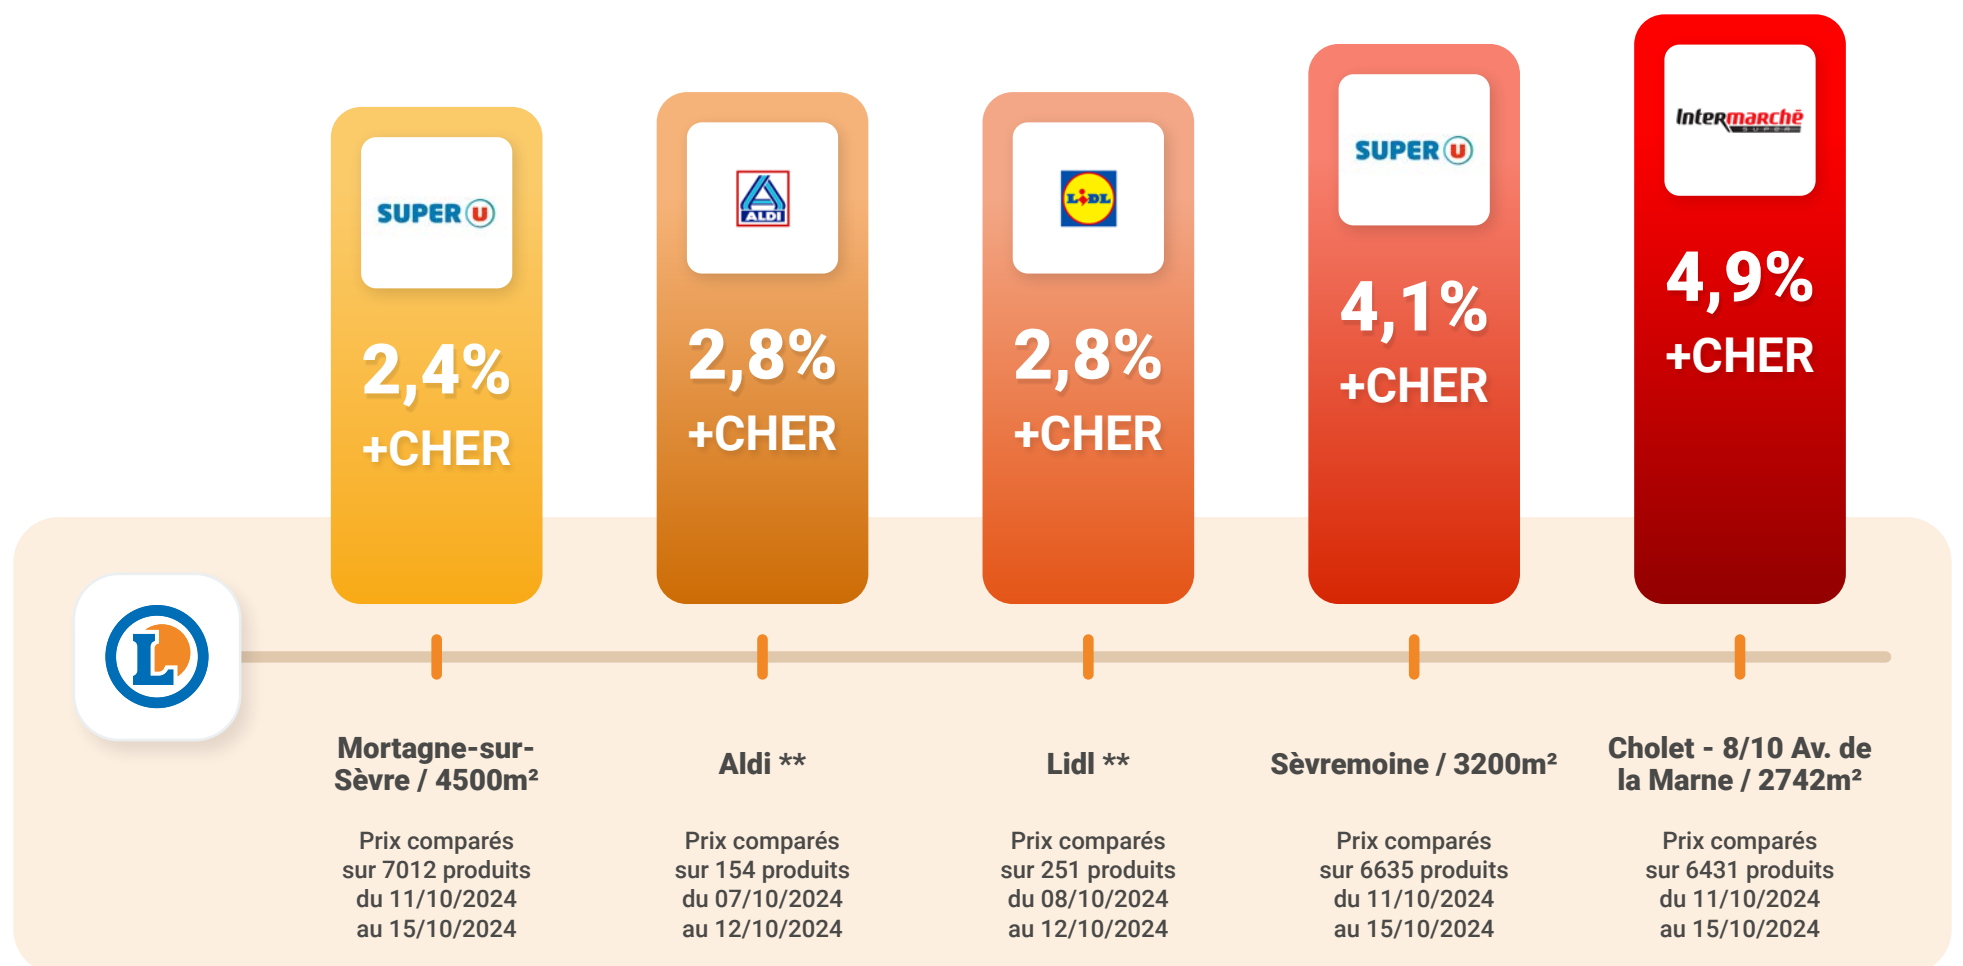 SUPER U
2,4%
+CHER
ALDI
2,8%
+CHER
LIDL
2,8%
+CHER
SUPER U
4,1%
+CHER
Intermarchē
SUPER
4,9%
+CHER
L
Mortagne-sur-
Sèvre / 4500m²
Prix comparés
sur 7012 produits
du 11/10/2024
au 15/10/2024
Aldi **
Prix comparés
sur 154 produits
du 07/10/2024
au 12/10/2024
Lidl **
Prix comparés
sur 251 produits
du 08/10/2024
au 12/10/2024
Sèvremoine / 3200m²
Prix comparés
sur 6635 produits
du 11/10/2024
au 15/10/2024
Cholet - 8/10 Av. de
la Marne / 2742m²
Prix comparés
sur 6431 produits
du 11/10/2024
au 15/10/2024